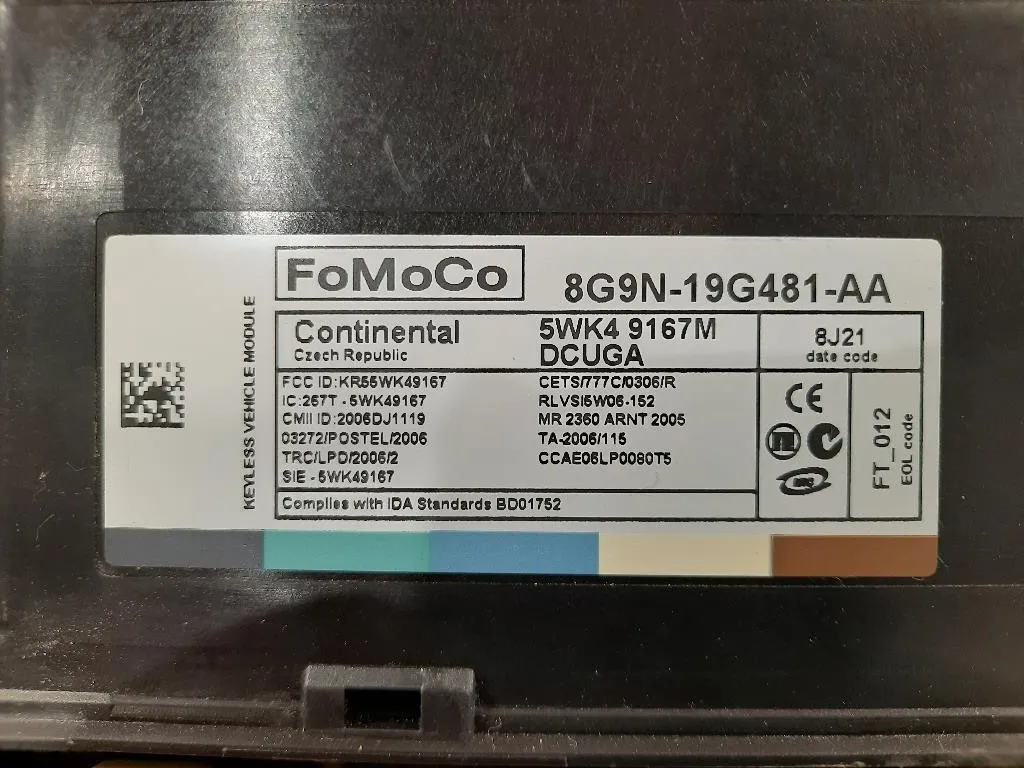 KEYLESS VEHICLE MODULE
FoMoCo
8G9N-19G481-AA
Continental
Czech Republic
5WK4 9167M
DCUGA
8J21
date code
FCC ID:KR55WK49167
IC:267T - 5WK49167
CMII ID:2006DJ1119
03272/POSTEL/2006
TRC/LPD/2006/2
SIE - 5WK49167
CETS/777C/0306/R
RLVSI5W06-152
MR 2360 ARNT 2005
TA-2006/115
CCAE06LP0080T5
Complies with IDA Standards BD01752
CE
FT_012
EOL code